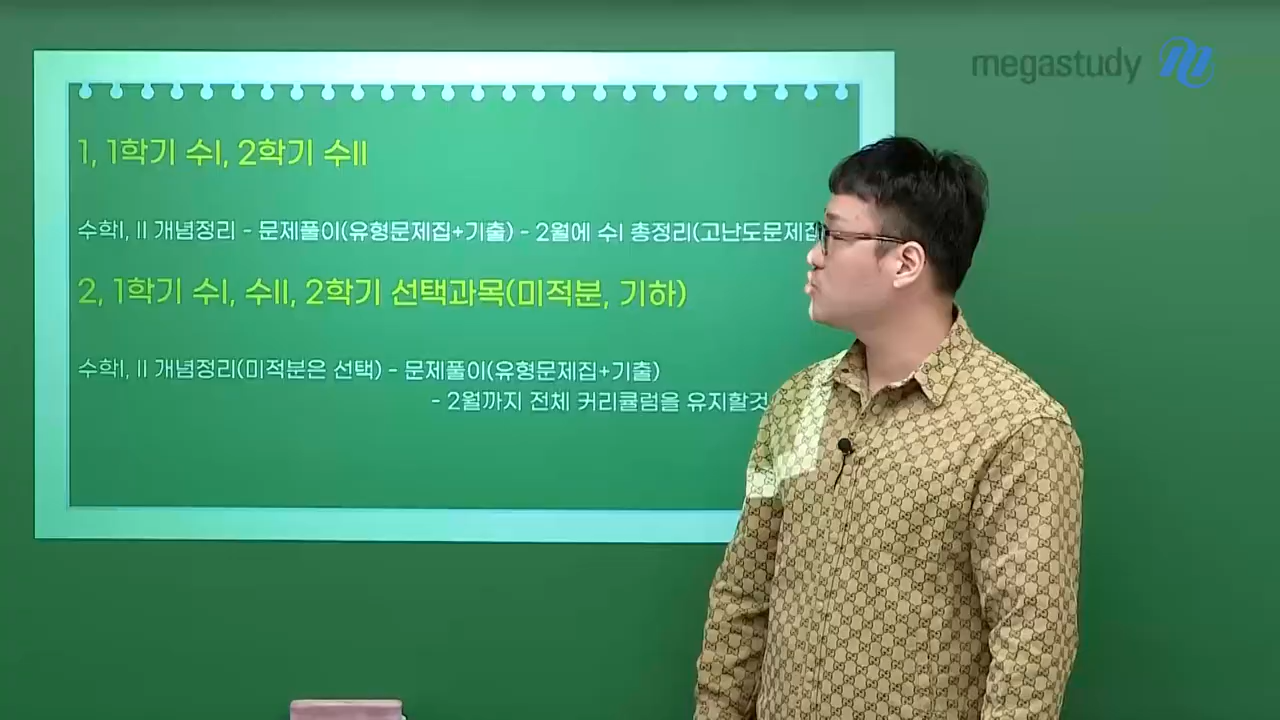 megastudy
1, 1학기 수I, 2학기 수II
수학I, II 개념정리 - 문제풀이(유형문제집+기출) - 2월에 수I 총정리(고난도문제집
2, 1학기 수I, 수II, 2학기 선택과목(미적분, 기하)
수학I, II 개념정리(미적분은 선택) - 문제풀이(유형문제집+기출)
- 2월까지 전체 커리큘럼을 유지할것